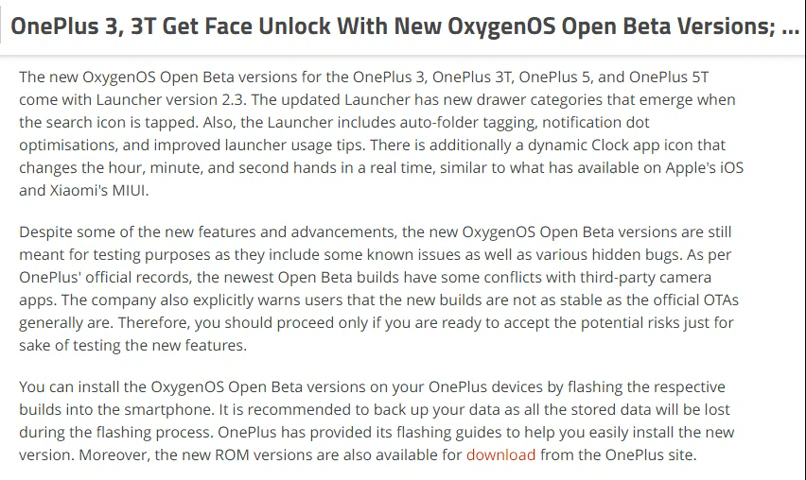 OnePlus 3, 3T Get Face Unlock With New OxygenOS Open Beta Versions; ...
The new OxygenOS Open Beta versions for the OnePlus 3, OnePlus 3T, OnePlus 5, and OnePlus 5T
come with Launcher version 2.3. The updated Launcher has new drawer categories that emerge when
the search icon is tapped. Also, the Launcher includes auto-folder tagging, notification dot
optimisations, and improved launcher usage tips. There is additionally a dynamic Clock app icon that
changes the hour, minute, and second hands in a real time, similar to what has available on Apple's iOS
and Xiaomi's MIUI.
Despite some of the new features and advancements, the new OxygenOS Open Beta versions are still
meant for testing purposes as they include some known issues as well as various hidden bugs. As per
OnePlus' official records, the newest Open Beta builds have some conflicts with third-party camera
apps. The company also explicitly warns users that the new builds are not as stable as the official OTAs
generally are. Therefore, you should proceed only if you are ready to accept the potential risks just for
sake of testing the new features.
You can install the OxygenOS Open Beta versions on your OnePlus devices by flashing the respective
builds into the smartphone. It is recommended to back up your data as all the stored data will be lost
during the flashing process. OnePlus has provided its flashing guides to help you easily install the new
version. Moreover, the new ROM versions are also available for download from the OnePlus site.